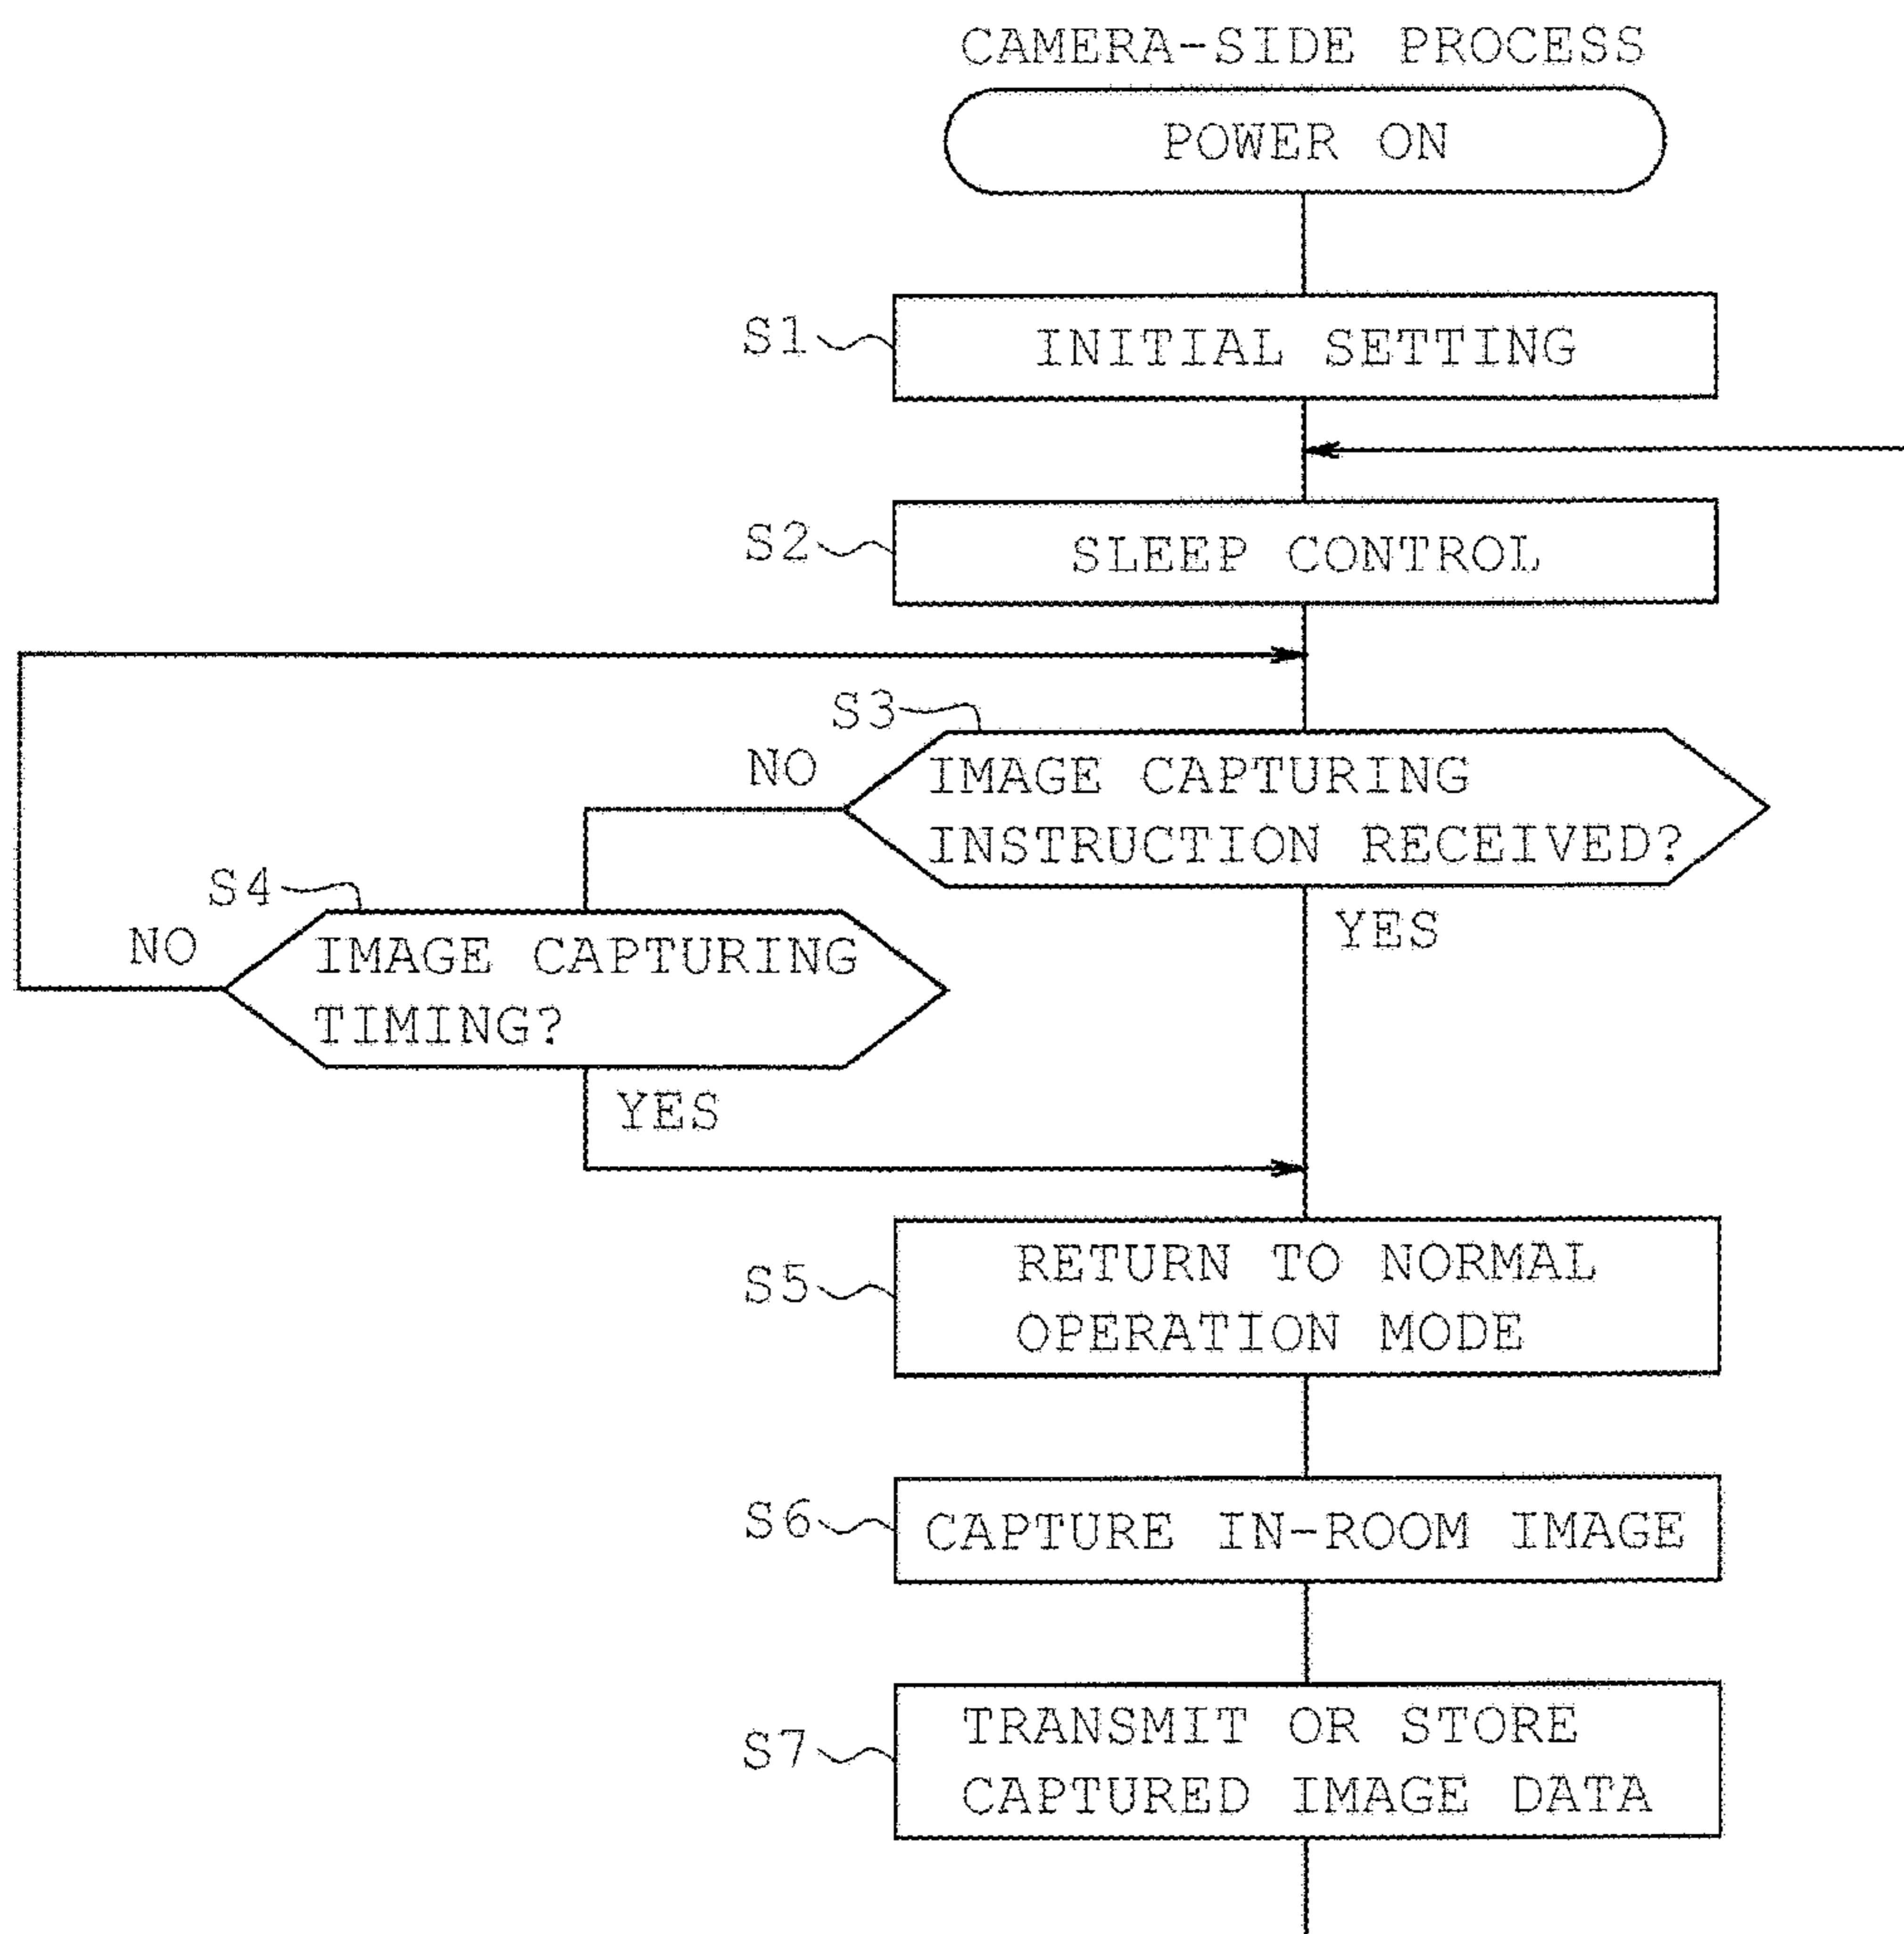 CAMERA-SIDE PROCESS
POWER ON
S1
INITIAL SETTING
S2
SLEEP CONTROL
S3
NO
IMAGE CAPTURING
INSTRUCTION RECEIVED?
YES
S4
NO
IMAGE CAPTURING
TIMING?
YES
S5
RETURN TO NORMAL
OPERATION MODE
S6
CAPTURE IN-ROOM IMAGE
S7
TRANSMIT OR STORE
CAPTURED IMAGE DATA